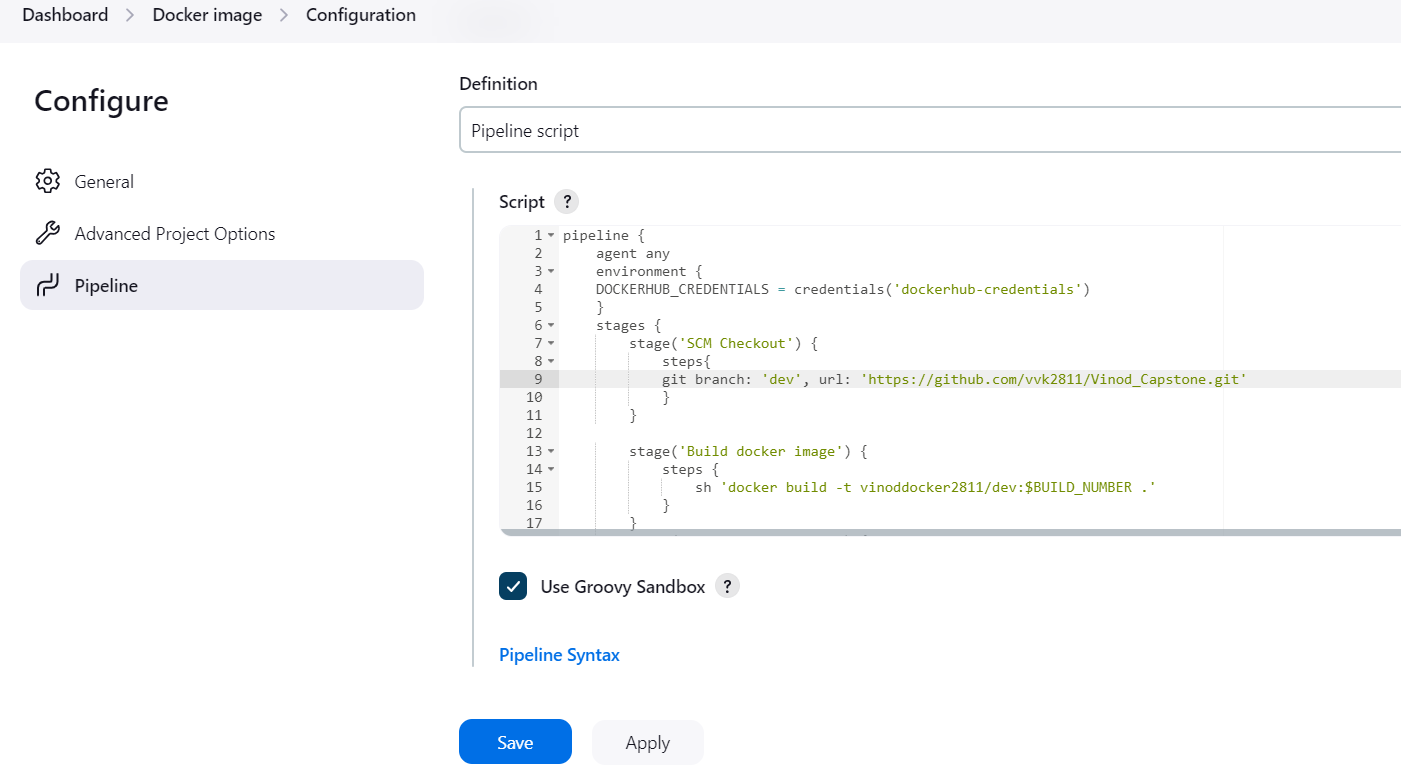 Dashboard > Docker image > Configuration
Configure
General
Advanced Project Options
Pipeline
Definition
Pipeline script
Script ?
1 pipeline {
2     agent any
3     environment {
4     DOCKERHUB_CREDENTIALS = credentials('dockerhub-credentials')
5     }
6     stages {
7         stage('SCM Checkout') {
8             steps{
9             git branch: 'dev', url: 'https://github.com/vvk2811/Vinod_Capstone.git'
10             }
11         }
12
13         stage('Build docker image') {
14             steps {
15                 sh 'docker build -t vinoddocker2811/dev:$BUILD_NUMBER .'
16             }
17         }
Use Groovy Sandbox ?
Pipeline Syntax
Save
Apply